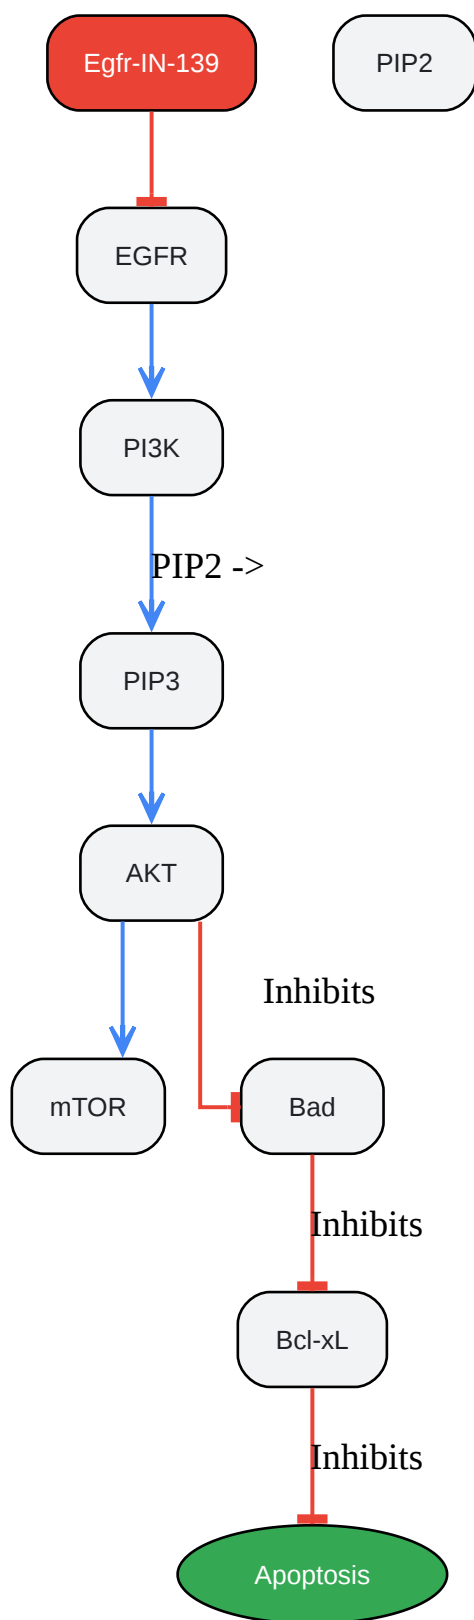 Egfr-IN-139
PIP2
EGFR
PI3K
PIP2 ->
PIP3
AKT
Inhibits
mTOR
Bad
Inhibits
Bcl-xL
Inhibits
Apoptosis